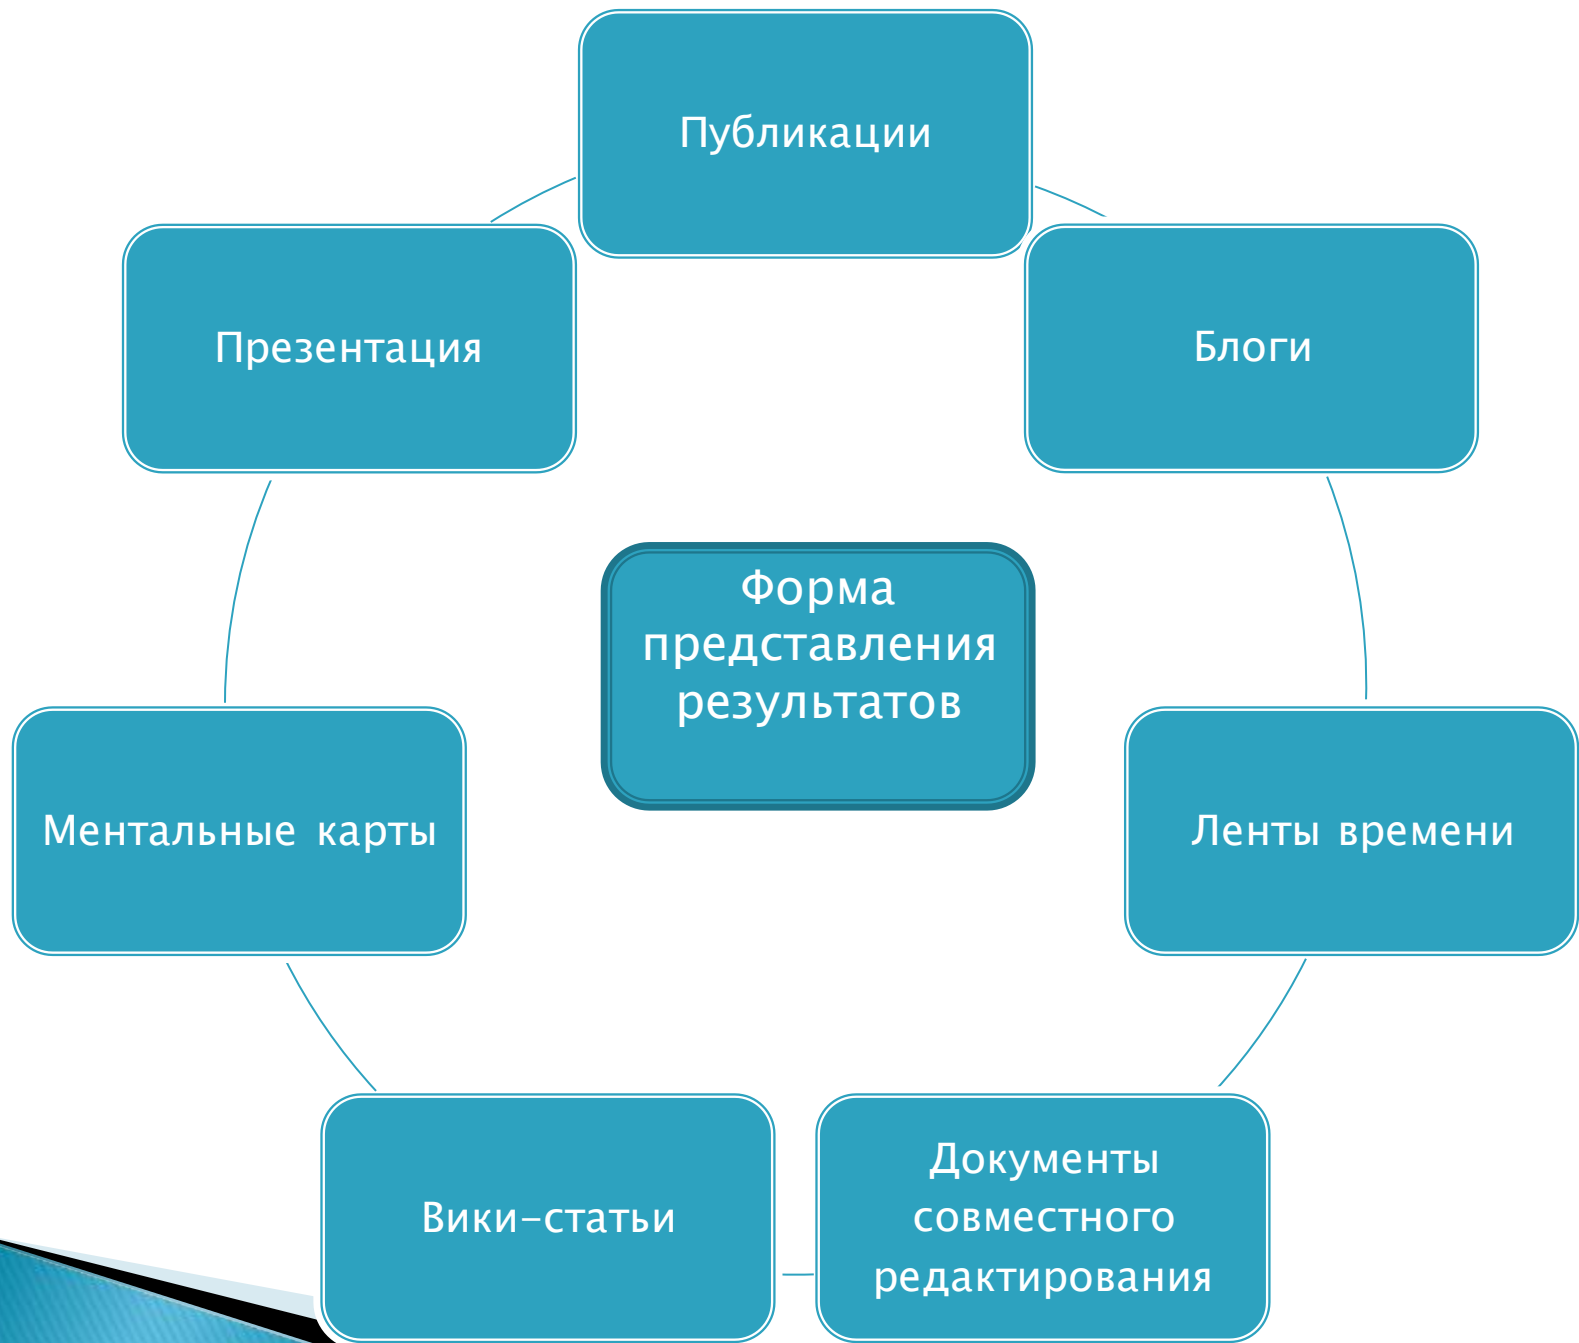 Публикации
Презентация
Блоги
Форма
представления
результатов
Ментальные карты
Ленты времени
Вики-статьи
Документы
совместного
редактирования